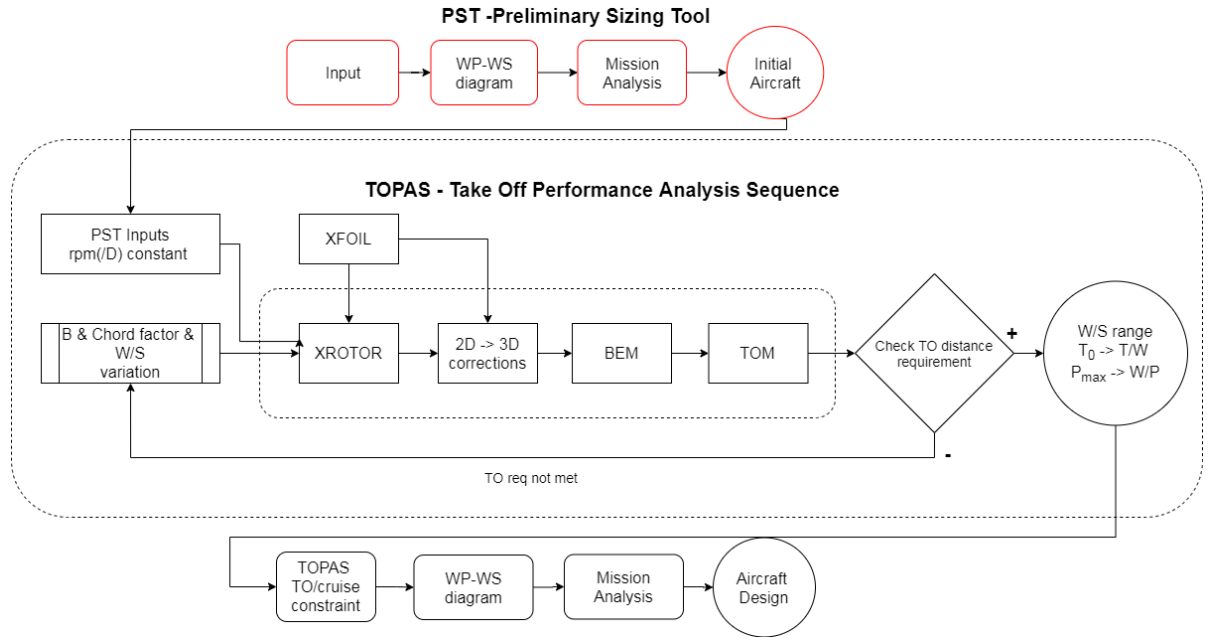 PST -Preliminary Sizing Tool
Input
WP-WS
diagram
Mission
Analysis
Initial
Aircraft
TOPAS - Take Off Performance Analysis Sequence
PST Inputs
rpm(/D) constant
XFOIL
B & Chord factor &
W/S
variation
XROTOR
2D -> 3D
corrections
BEM
TOM
Check TO distance
requirement
+
-
W/S range
T0 -> T/W
Pmax -> W/P
TO req not met
TOPAS
TO/cruise
constraint
WP-WS
diagram
Mission
Analysis
Aircraft
Design